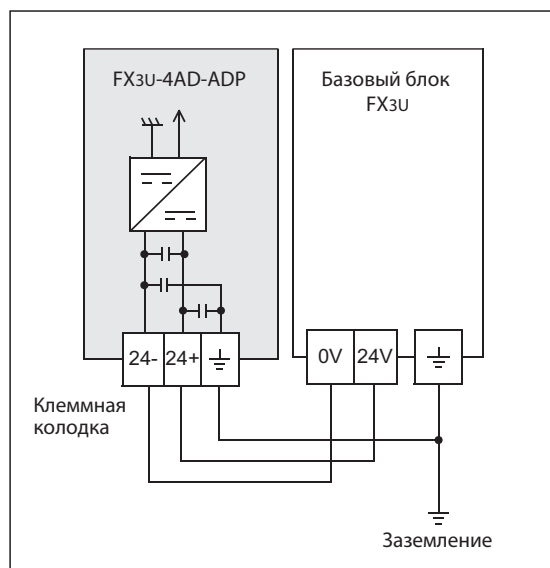 FX3U-4AD-ADP
Базовый блок
FX3U
24- 24+
0V 24V
Клеммная
колодка
Заземление